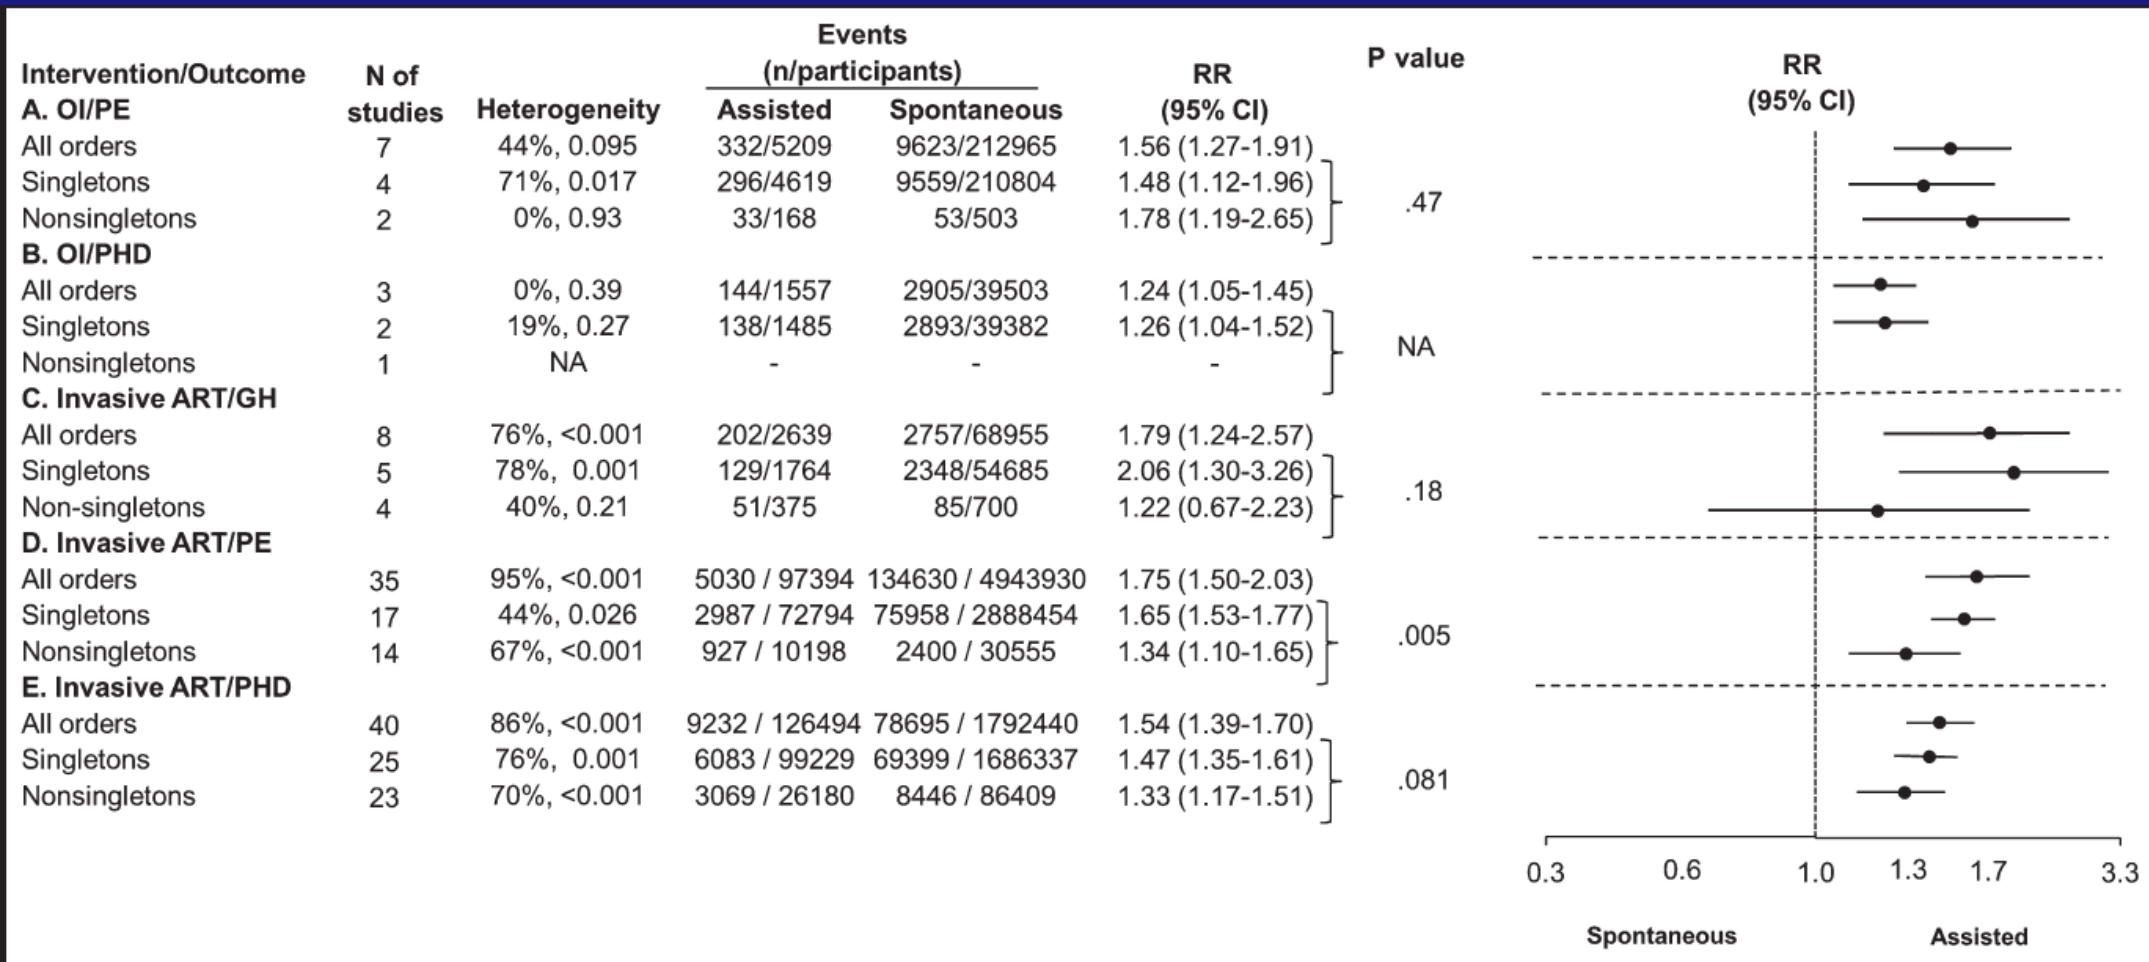 Events
Intervention/Outcome N of (n/participants) RR P value RR
A. OI/PE studies Heterogeneity Assisted Spontaneous (95% CI) (95% CI)
All orders 7 44%, 0.095 332/5209 9623/212965 1.56 (1.27-1.91)
Singletons 4 71%, 0.017 296/4619 9559/210804 1.48 (1.12-1.96)
.47
Nonsingletons 2 0%, 0.93 33/168 53/503 1.78 (1.19-2.65)
B. OI/PHD
All orders 3 0%, 0.39 144/1557 2905/39503 1.24 (1.05-1.45)
Singletons 2 19%, 0.27 138/1485 2893/39382 1.26 (1.04-1.52)
NA
Nonsingletons 1 NA - - -
C. Invasive ART/GH
All orders 8 76%, <0.001 202/2639 2757/68955 1.79 (1.24-2.57)
Singletons 5 78%, 0.001 129/1764 2348/54685 2.06 (1.30-3.26)
.18
Non-singletons 4 40%, 0.21 51/375 85/700 1.22 (0.67-2.23)
D. Invasive ART/PE
All orders 35 95%, <0.001 5030 / 97394 134630 / 4943930 1.75 (1.50-2.03)
Singletons 17 44%, 0.026 2987 / 72794 75958 / 2888454 1.65 (1.53-1.77)
.005
Nonsingletons 14 67%, <0.001 927 / 10198 2400 / 30555 1.34 (1.10-1.65)
E. Invasive ART/PHD
All orders 40 86%, <0.001 9232 / 126494 78695 / 1792440 1.54 (1.39-1.70)
Singletons 25 76%, 0.001 6083 / 99229 69399 / 1686337 1.47 (1.35-1.61)
.081
Nonsingletons 23 70%, <0.001 3069 / 26180 8446 / 86409 1.33 (1.17-1.51)
0.3 0.6 1.0 1.3 1.7 3.3
Spontaneous Assisted